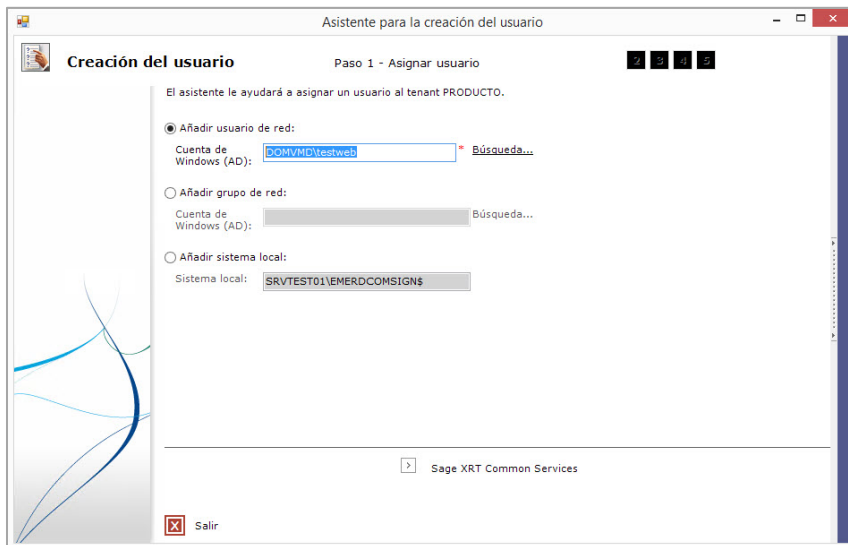 Asistente para la creación del usuario
Creación del usuario
Paso 1 - Asignar usuario
2 3 4 5
El asistente le ayudará a asignar un usuario al tenant PRODUCTO.
Añadir usuario de red:
Cuenta de
Windows (AD):
DOMVMD\testweb * Búsqueda...
Añadir grupo de red:
Cuenta de
Windows (AD):
Búsqueda...
Añadir sistema local:
Sistema local: SRVTEST01\EMERDCOMSIGN$
Sage XRT Common Services
Salir